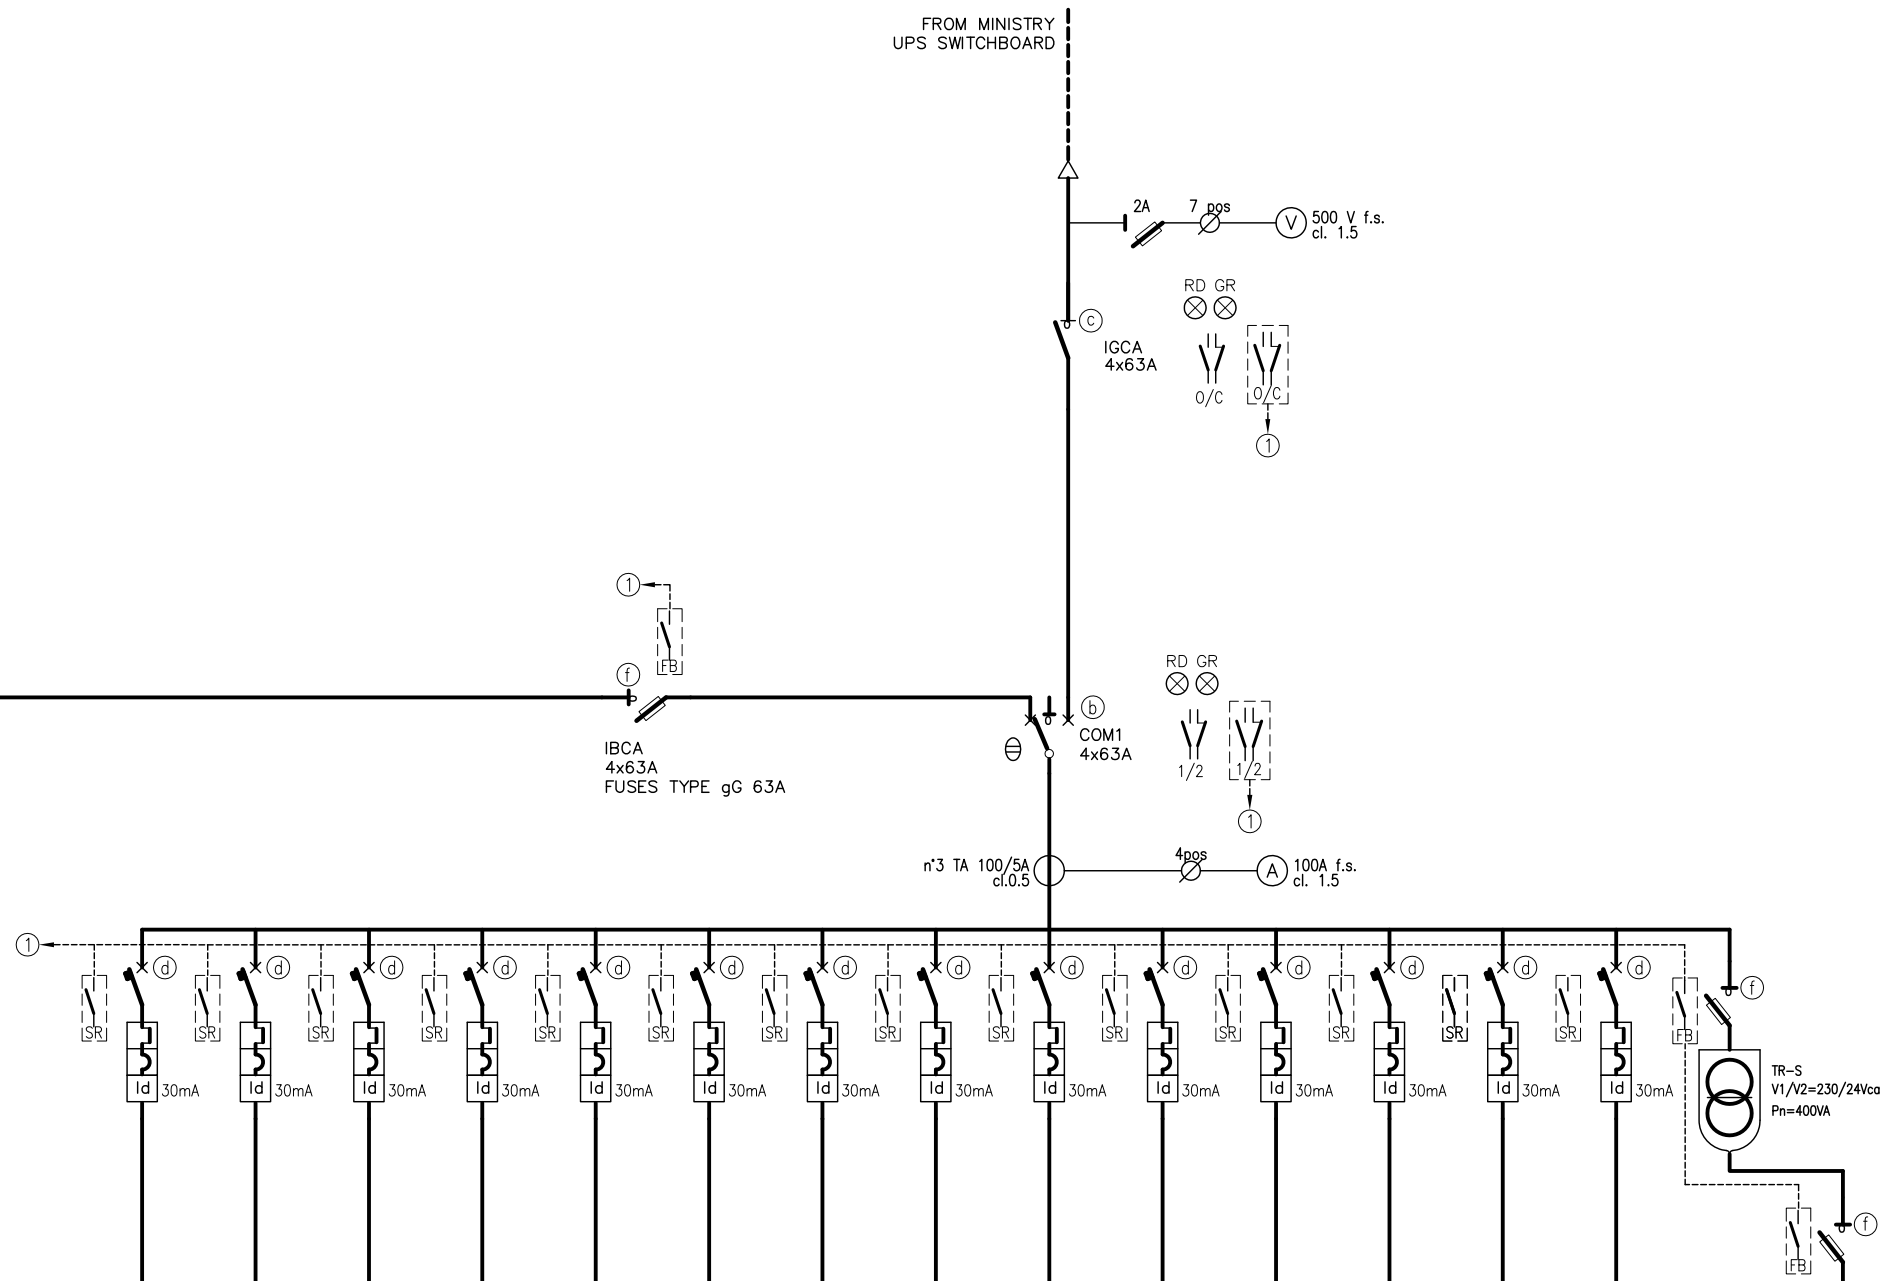 FROM MINISTRY
UPS SWITCHBOARD
2A
7 pos
V
500 V f.s.
cl. 1.5
RD GR
c
IGCA
4x63A
O/C
O/C
1
1
FB
f
RD GR
b
COM1
4x63A
IBCA
4x63A
FUSES TYPE gG 63A
1/2
1/2
1
n°3 TA 100/5A
cl.0.5
4pos
A
100A f.s.
cl. 1.5
1
d d d d d d d d d d d d d d
f
SR SR SR SR SR SR SR SR SR SR SR SR SR SR FB
Id 30mA Id 30mA Id 30mA Id 30mA Id 30mA Id 30mA Id 30mA Id 30mA Id 30mA Id 30mA Id 30mA Id 30mA Id 30mA Id 30mA
TR-S
V1/V2=230/24Vca
Pn=400VA
f
FB